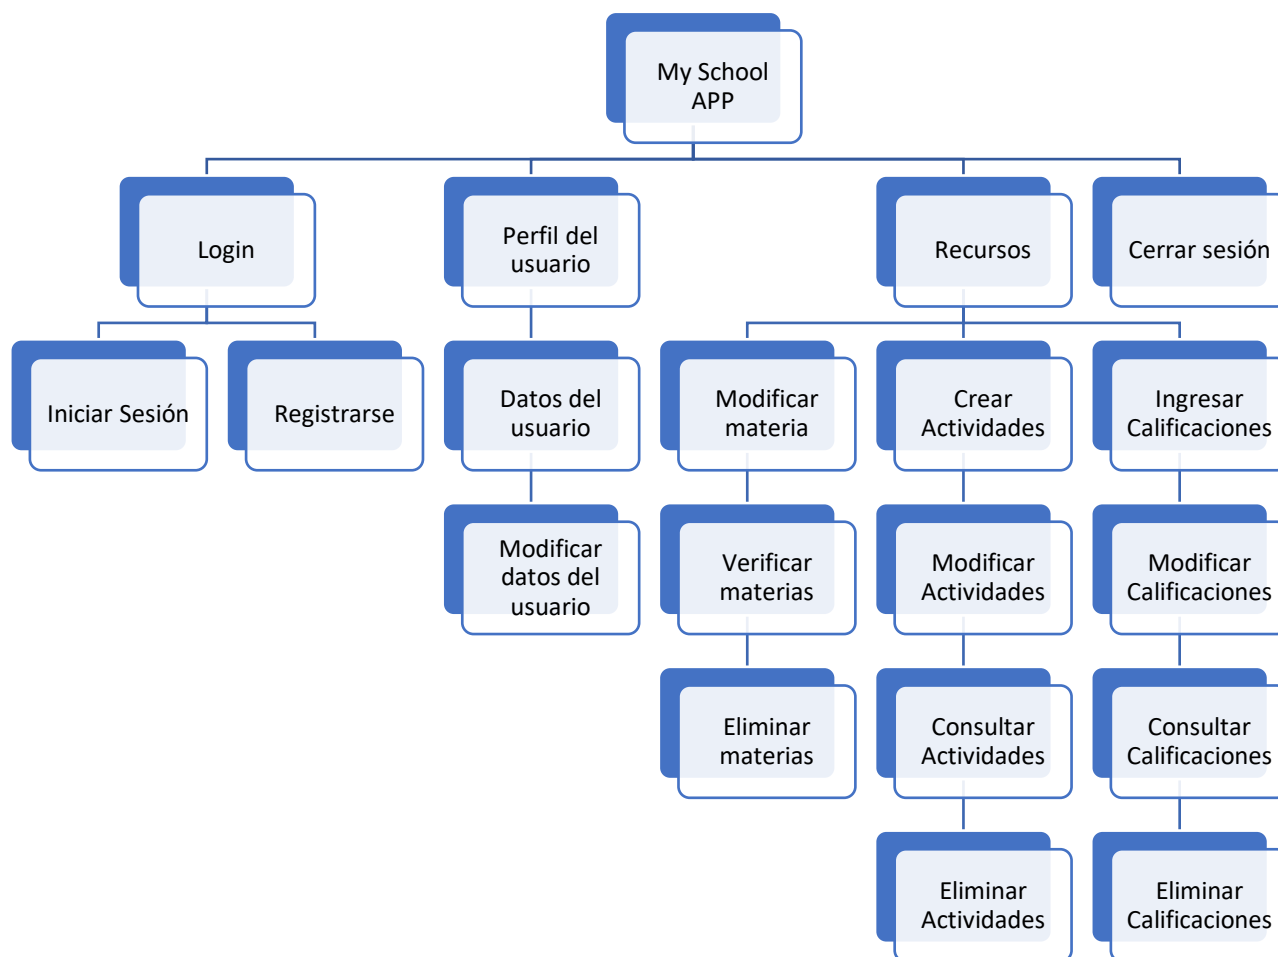 My School
APP
Login
Perfil del
usuario
Recursos
Cerrar sesión
Iniciar Sesión
Registrarse
Datos del
usuario
Modificar
materia
Crear
Actividades
Ingresar
Calificaciones
Modificar
datos del
usuario
Verificar
materias
Modificar
Actividades
Modificar
Calificaciones
Eliminar
materias
Consultar
Actividades
Consultar
Calificaciones
Eliminar
Actividades
Eliminar
Calificaciones